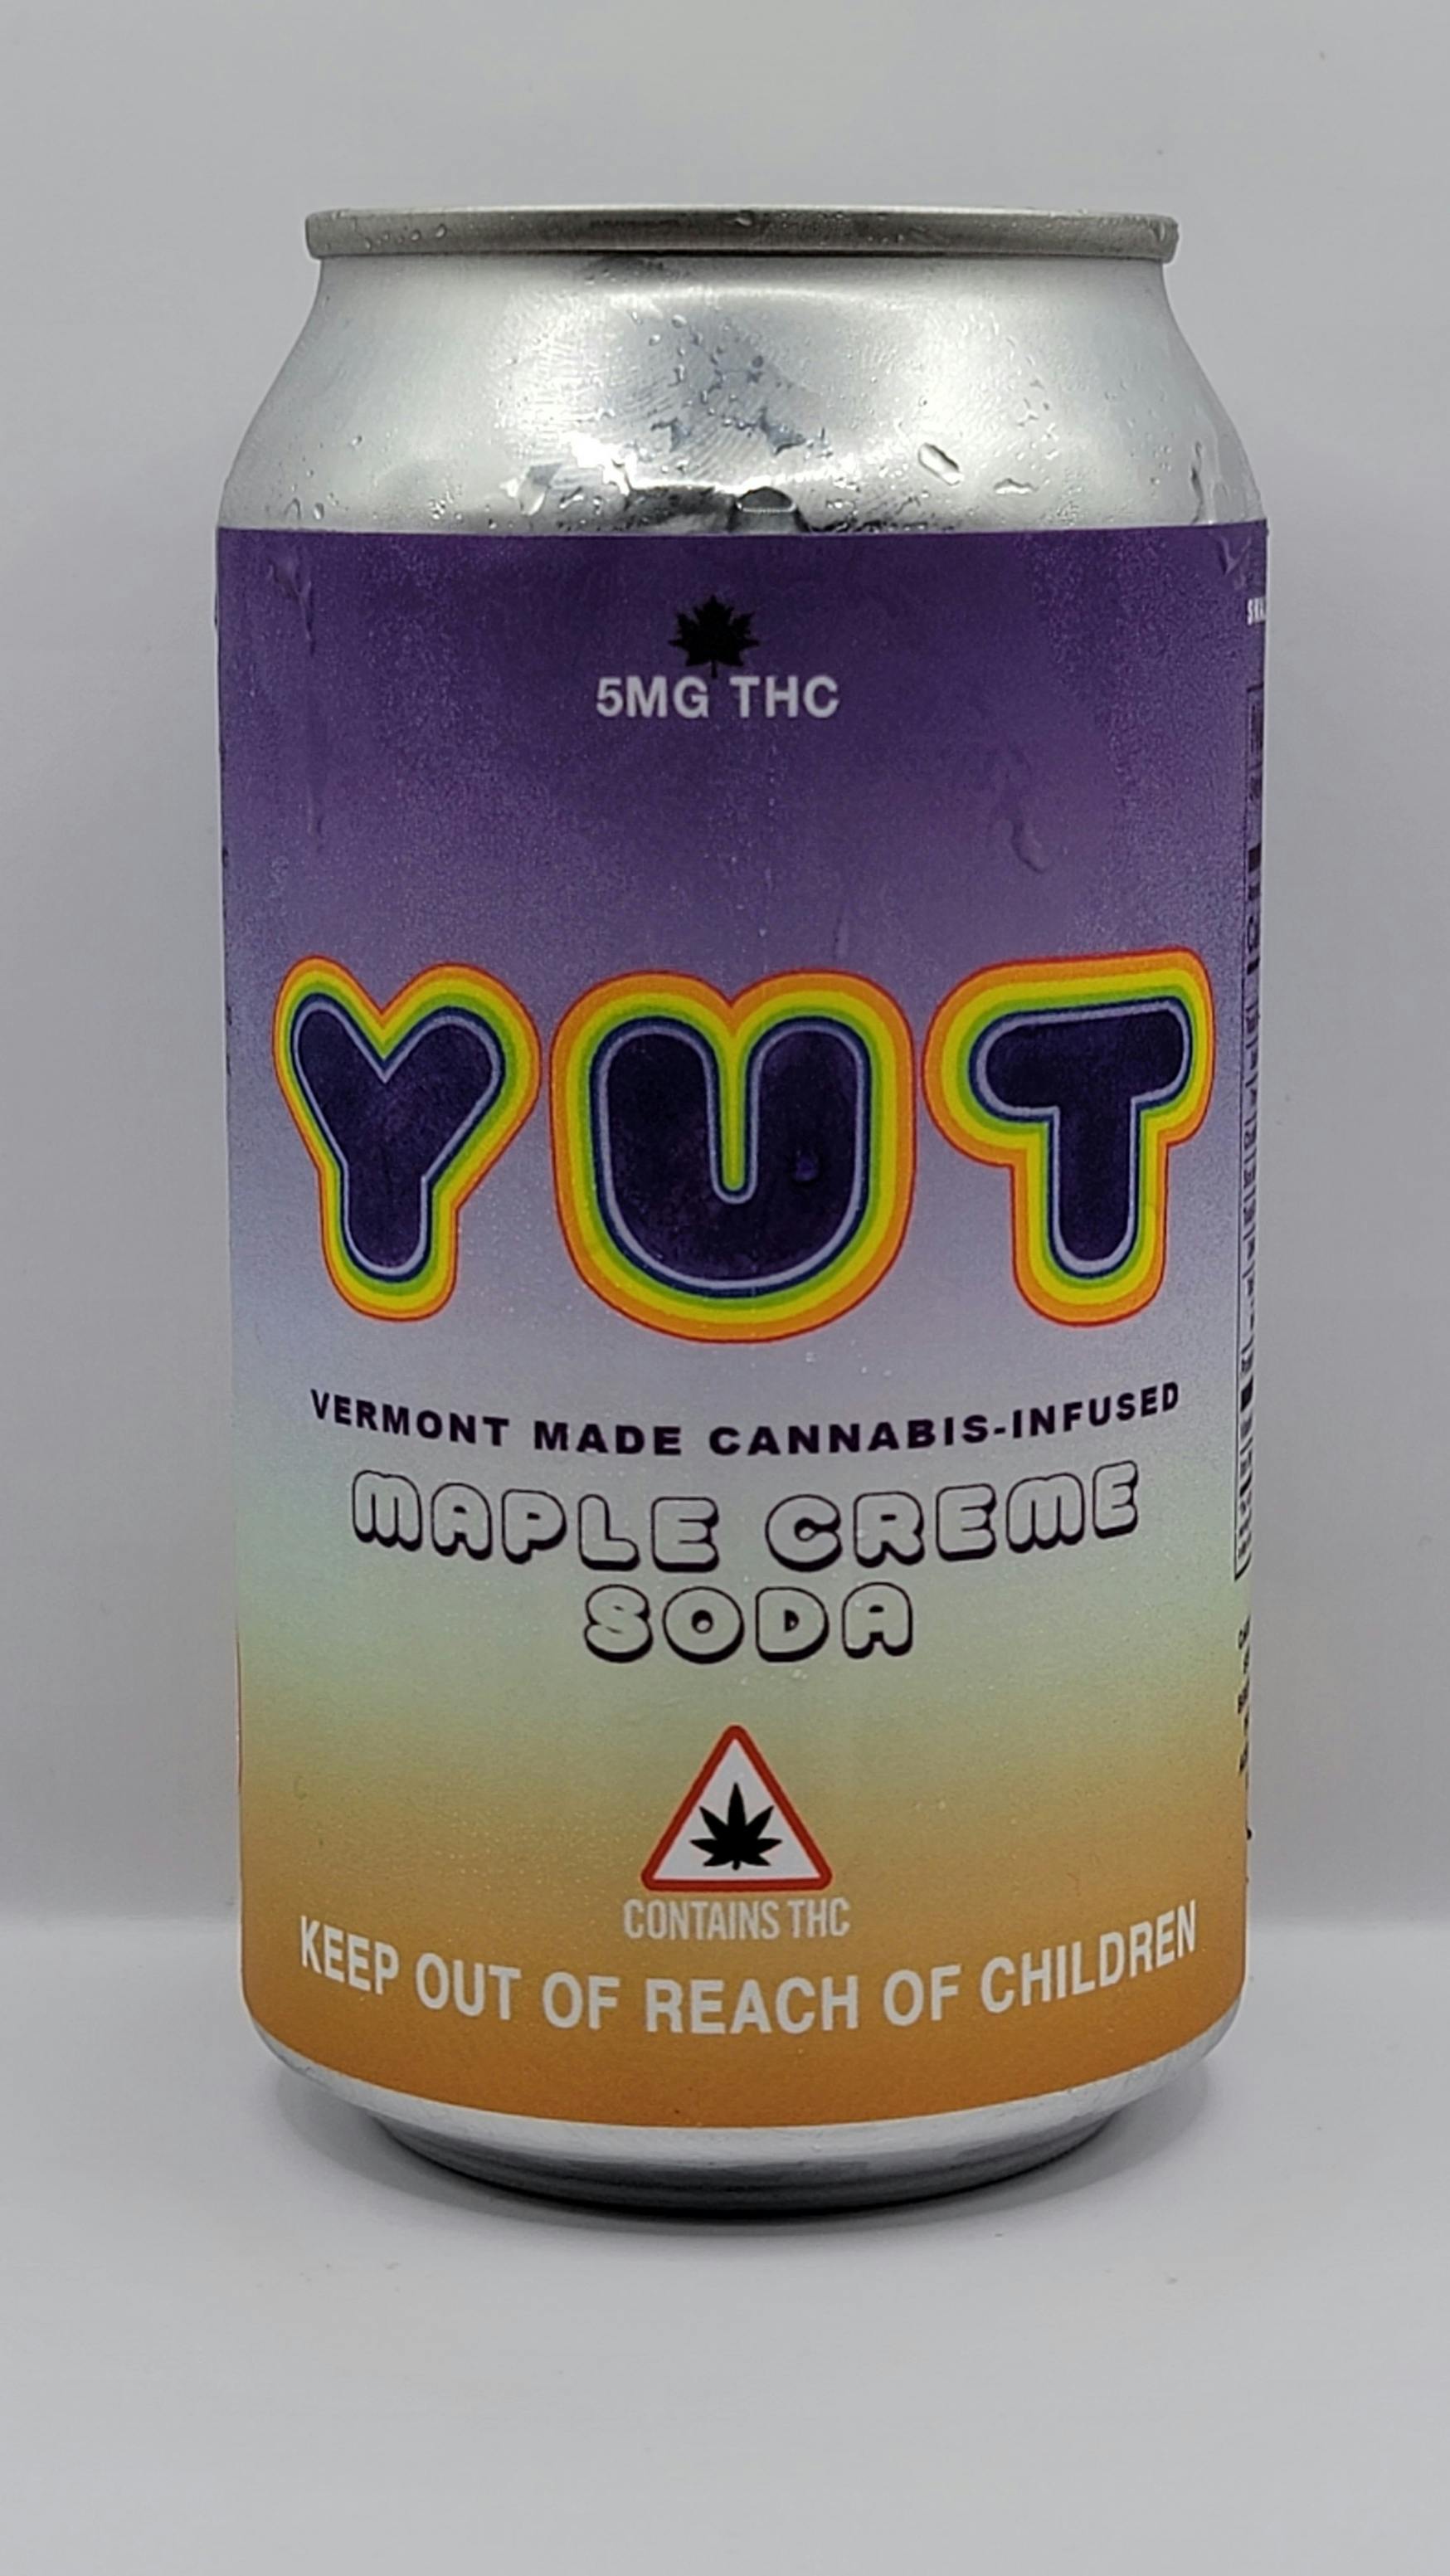 5MG THC
YUT
VERMONT MADE CANNABIS-INFUSED
MAPLE CREME
SODA
CONTAINS THC
KEEP OUT OF REACH OF CHILDREN